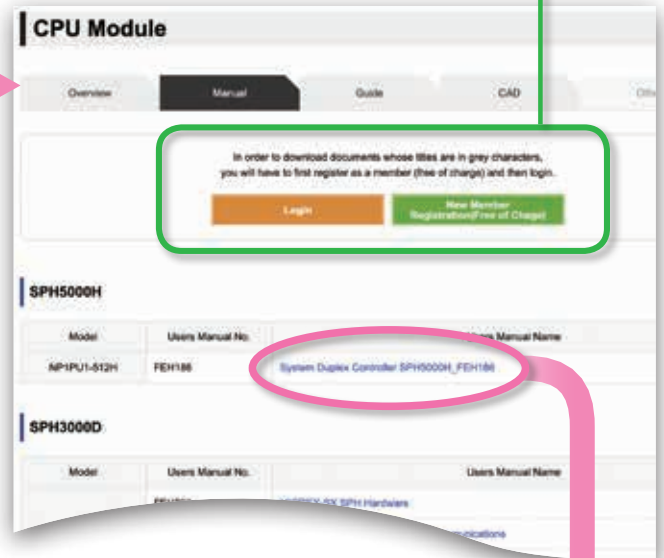 CPU Module
Overview Manual Guide CAD
In order to download documents whose titles are in grey characters,
you will have to first register as a member (free of charge) and then login.
Login
New Member
Registration(Free of Charge)
SPH5000H
Model Users Manual No. Users Manual Name
NP1PU1-512H FEH186 System Duplex Controller SPH5000H_FEH186
SPH3000D
Model Users Manual No. Users Manual Name
SPH Hardware